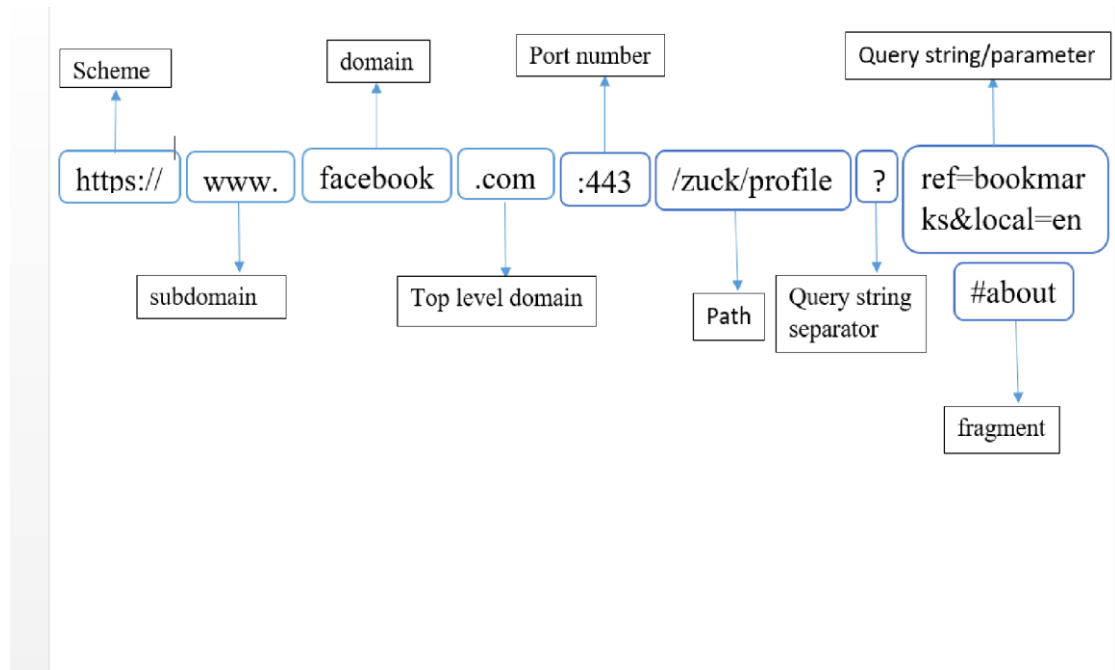 Scheme
domain
Port number
Query string/parameter
https://
www.
facebook
.com
:443
/zuck/profile
?
ref=bookmar
ks&local=en
#about
subdomain
Top level domain
Path
Query string
separator
fragment